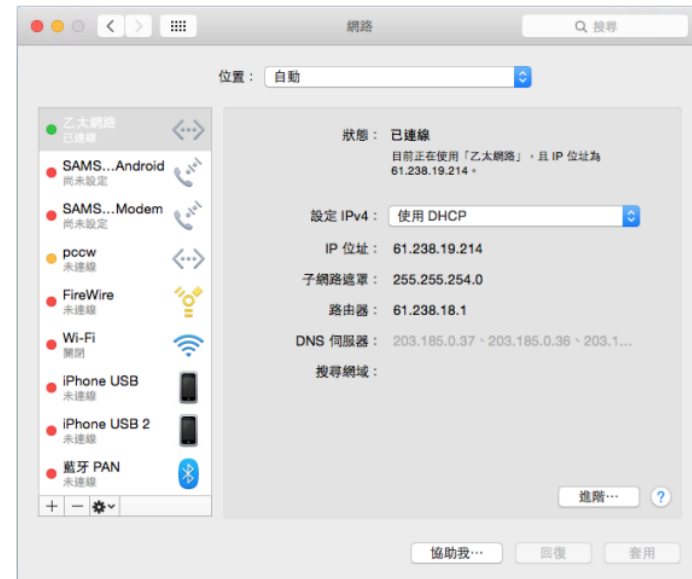 網路
搜尋
位置： 自動
乙太網路
已連線
SAMS...Android
尚未設定
SAMS...Modem
尚未設定
pccw
未連線
FireWire
未連線
Wi-Fi
關閉
iPhone USB
未連線
iPhone USB 2
未連線
藍牙 PAN
未連線
狀態： 已連線
目前正在使用「乙太網路」，且 IP 位址為
61.238.19.214。
設定 IPv4： 使用 DHCP
IP 位址： 61.238.19.214
子網路遮罩： 255.255.254.0
路由器： 61.238.18.1
DNS 伺服器： 203.185.0.37、203.185.0.36、203.1...
搜尋網域：
進階⋯ ?
協助我⋯ 回復 套用